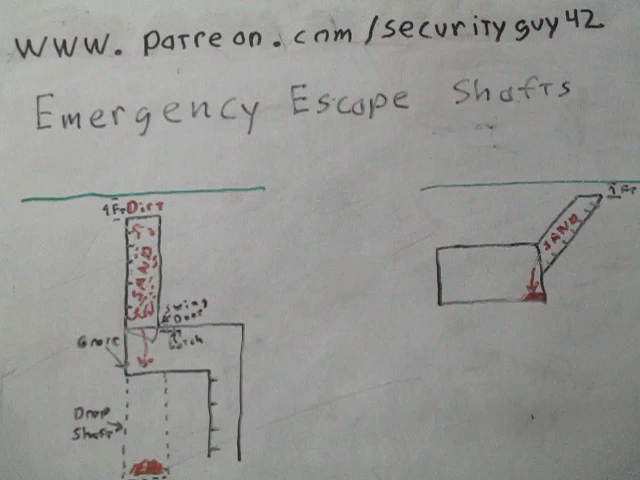 www.patreon.com/securityguy42
Emergency Escape Shafts
1Ft Dirt
1Ft
SAND
SAND
Swing
Door
Latch
Grate
Drop
Shaft